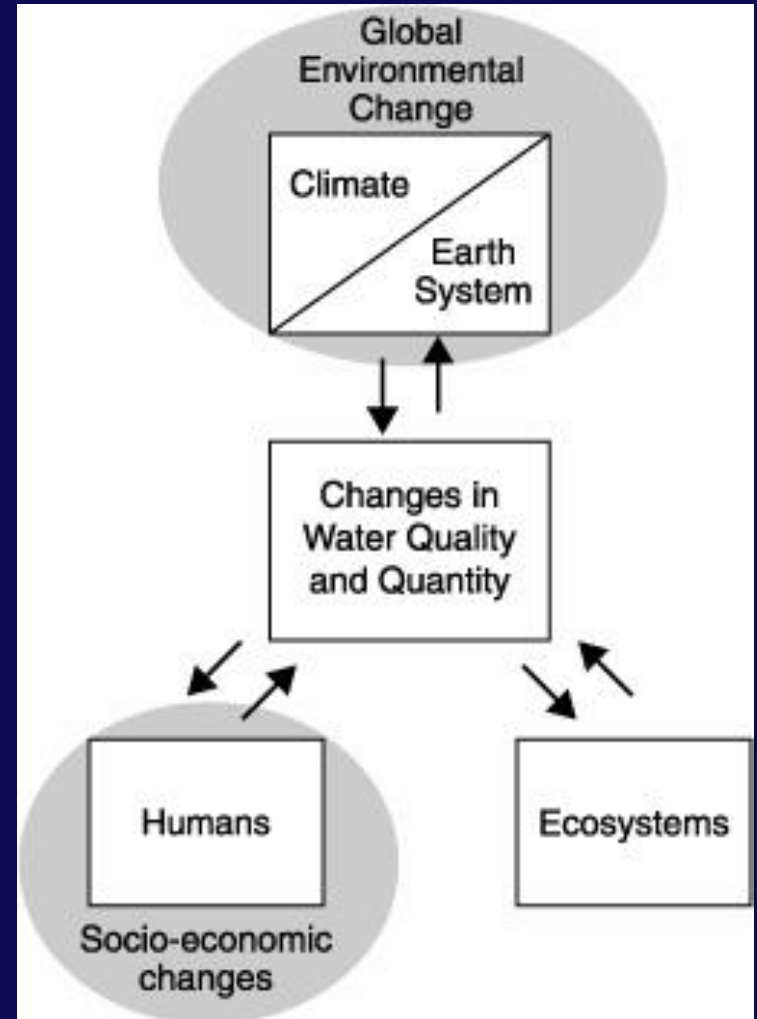 Global
Environmental
Change
Climate
Earth
System
Changes in
Water Quality
and Quantity
Humans
Ecosystems
Socio-economic
changes